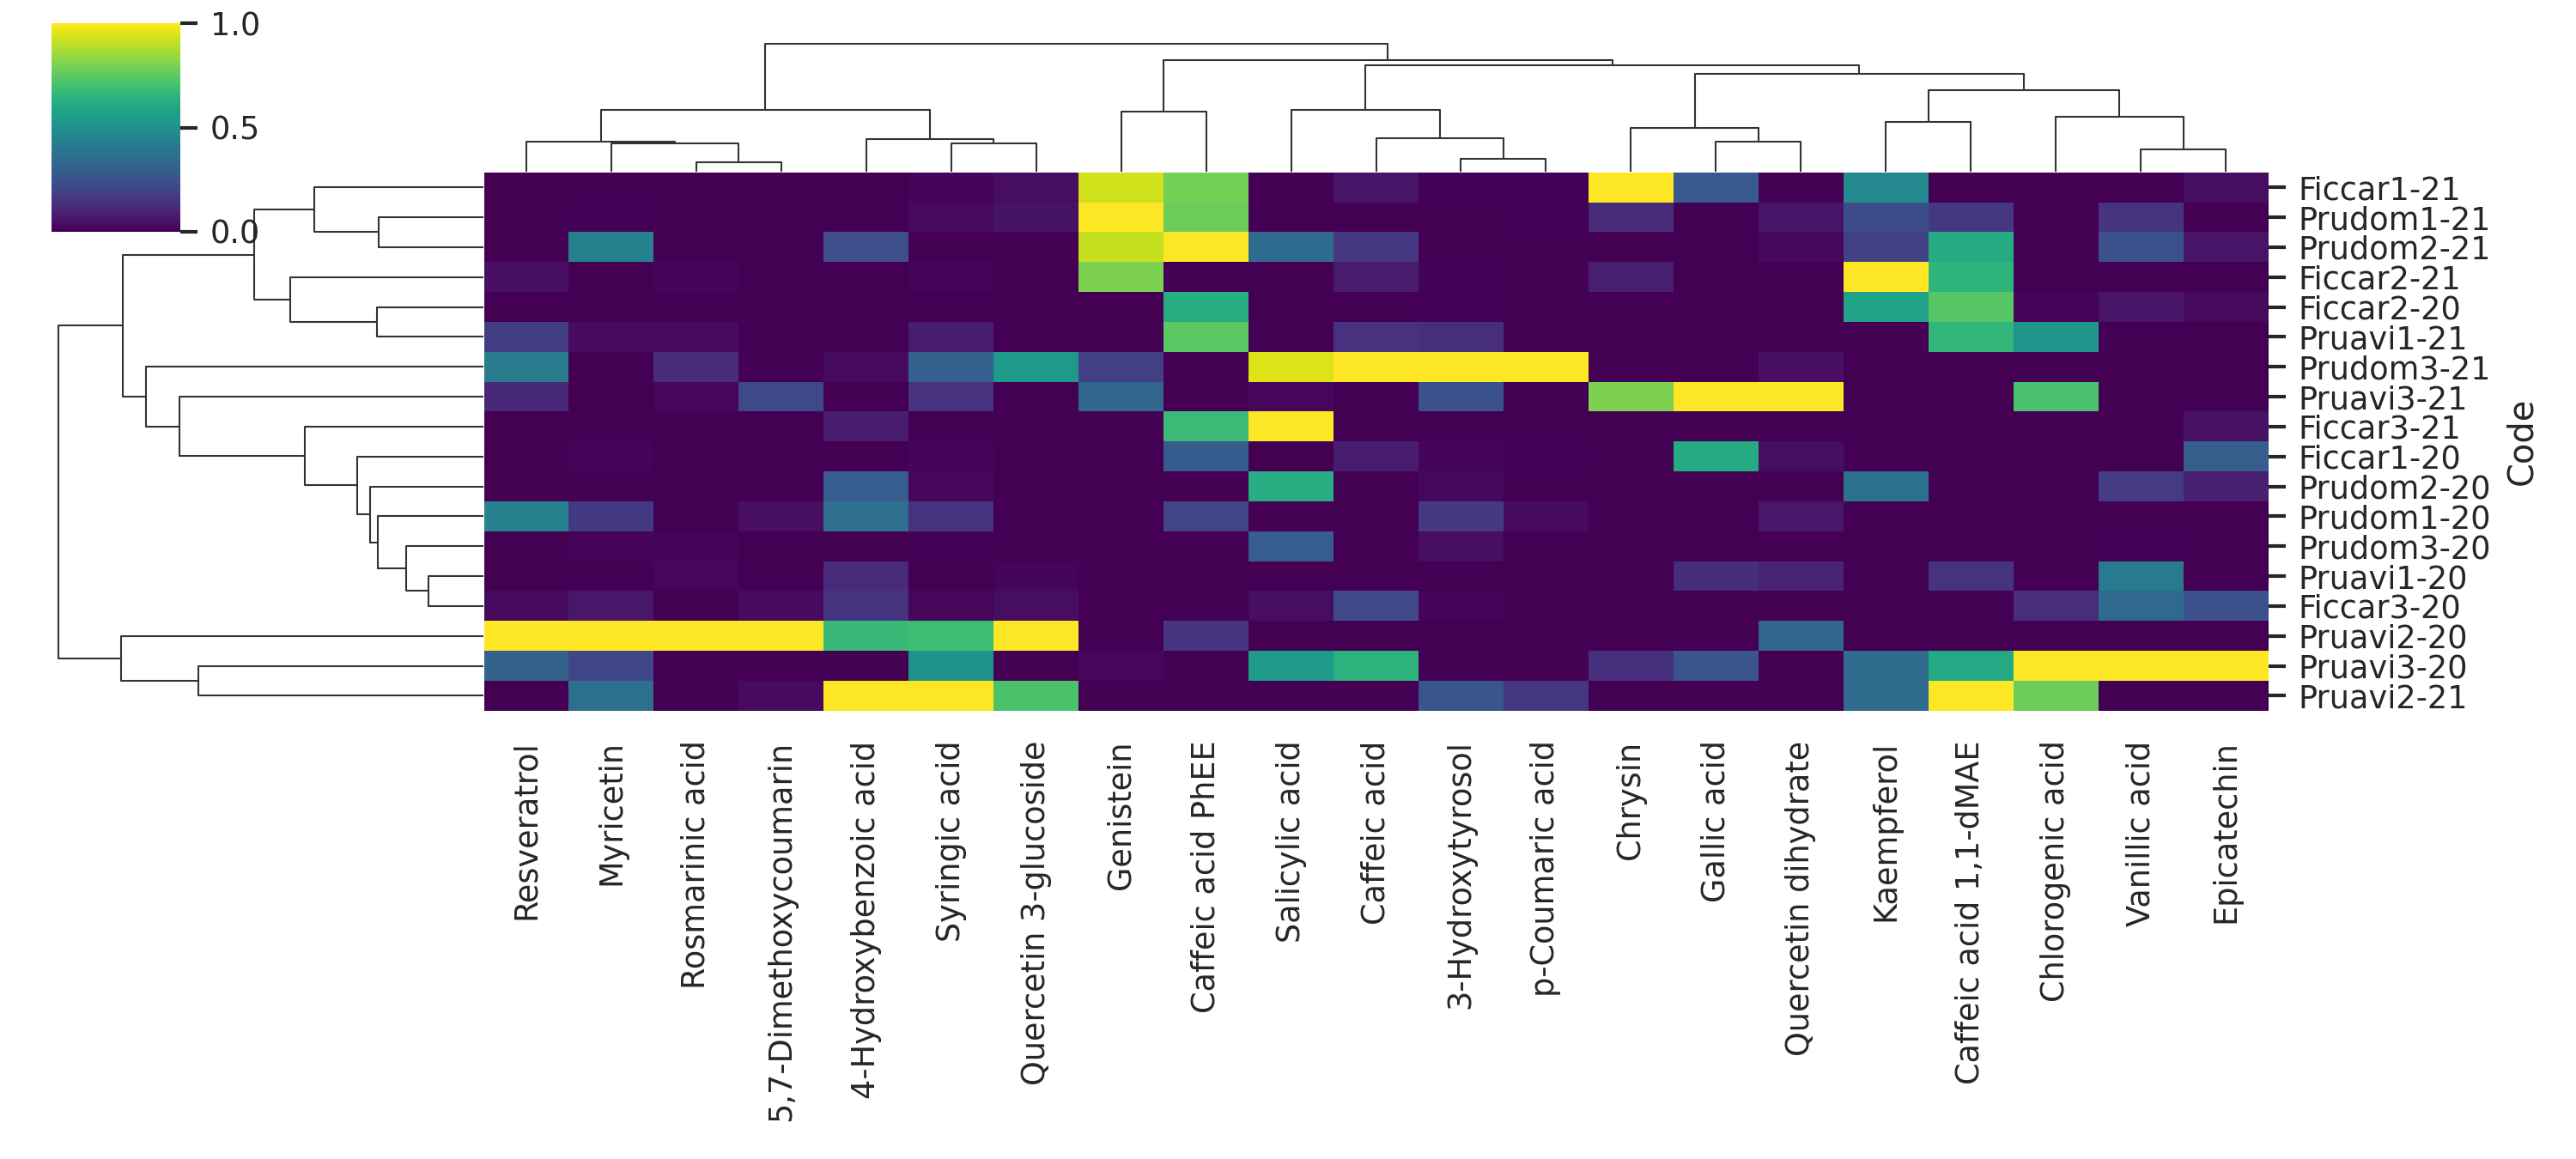 1.0
0.5
0.0
Ficcar1-21
Prudom1-21
Prudom2-21
Ficcar2-21
Ficcar2-20
Pruavi1-21
Prudom3-21
Pruavi3-21
Ficcar3-21
Ficcar1-20
Prudom2-20
Prudom1-20
Prudom3-20
Pruavi1-20
Ficcar3-20
Pruavi2-20
Pruavi3-20
Pruavi2-21
Code
Resveratrol
Myricetin
Rosmarinic acid
5,7-Dimethoxycoumarin
4-Hydroxybenzoic acid
Syringic acid
Quercetin 3-glucoside
Genistein
Caffeic acid PhEE
Salicylic acid
Caffeic acid
3-Hydroxytyrosol
p-Coumaric acid
Chrysin
Gallic acid
Quercetin dihydrate
Kaempferol
Caffeic acid 1,1-dMAE
Chlorogenic acid
Vanillic acid
Epicatechin